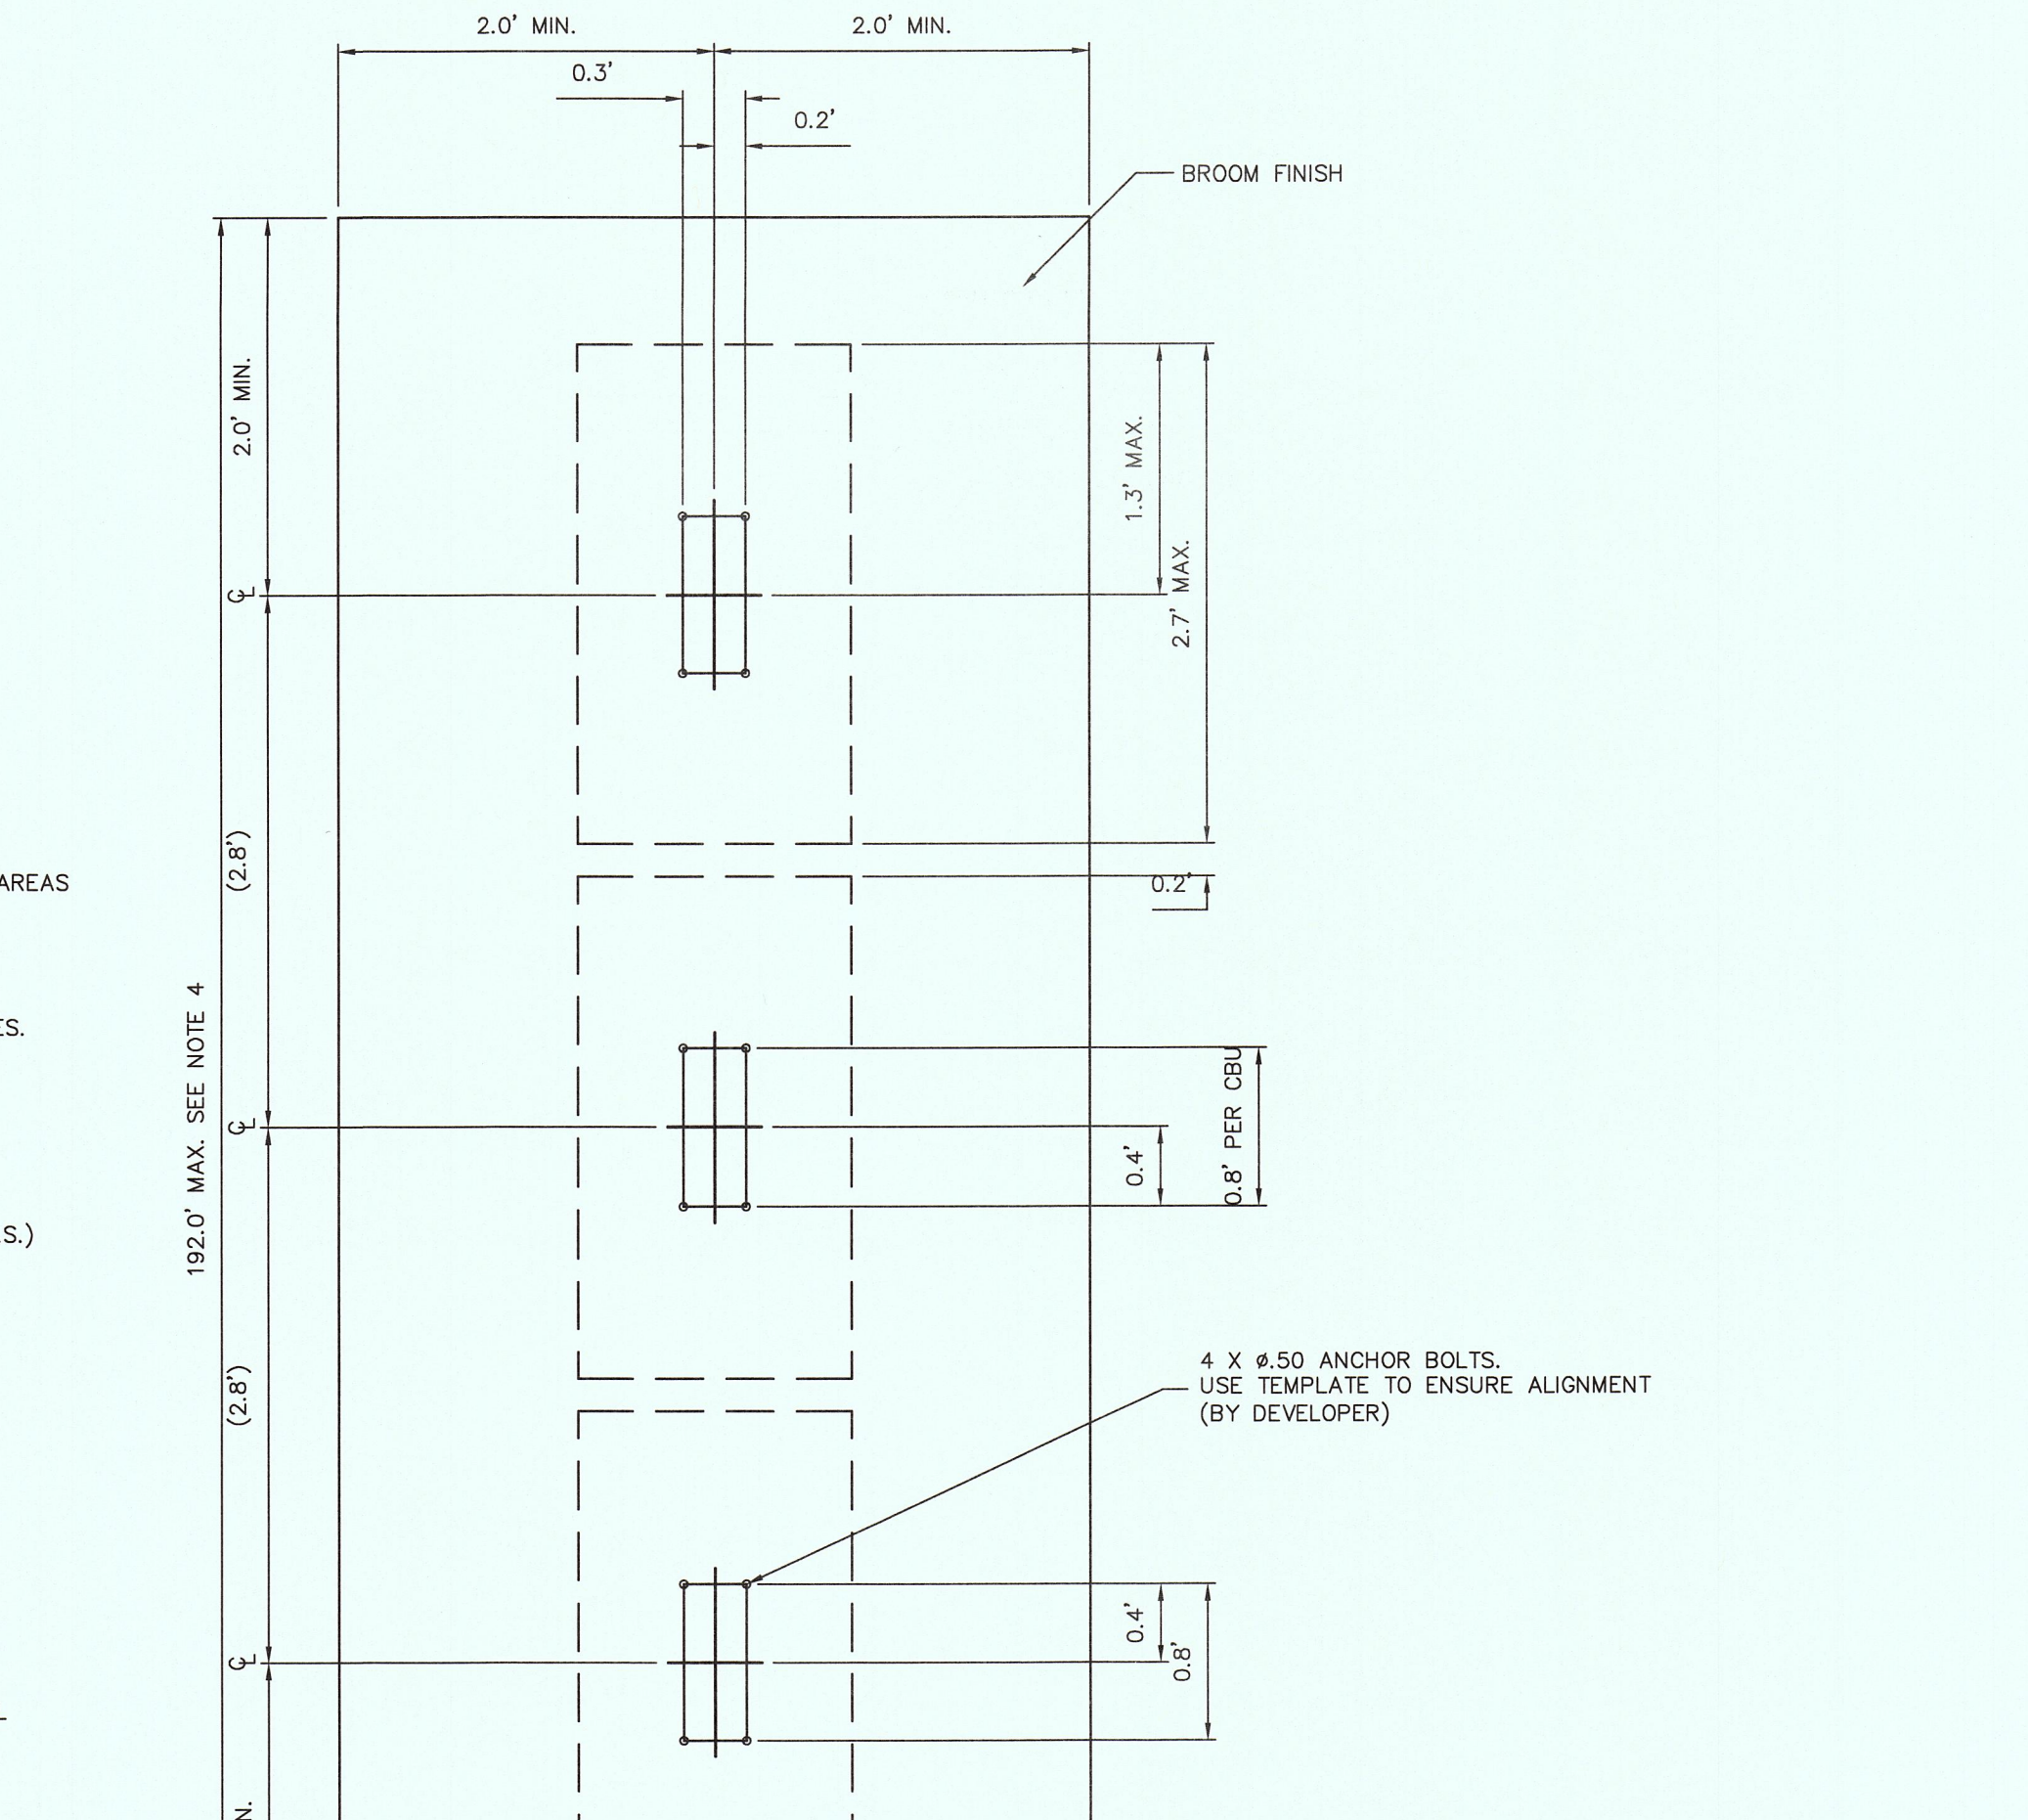 2.0' MIN.
2.0' MIN.
0.3'
0.2'
BROOM FINISH
2.0' MIN.
1.3' MAX.
2.7' MAX.
℄
(2.8')
0.2'
AREAS
192.0' MAX. SEE NOTE 4
ES.
0.8' PER CBU
℄
0.4'
S.)
(2.8')
4 X ø.50 ANCHOR BOLTS.
USE TEMPLATE TO ENSURE ALIGNMENT
(BY DEVELOPER)
0.4'
0.8'
℄
N.